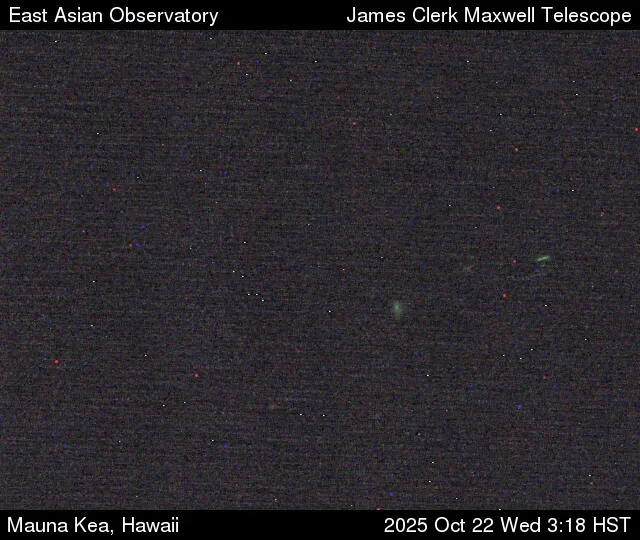 East Asian Observatory
James Clerk Maxwell Telescope
Mauna Kea, Hawaii
2025 Oct 22 Wed 3:18 HST